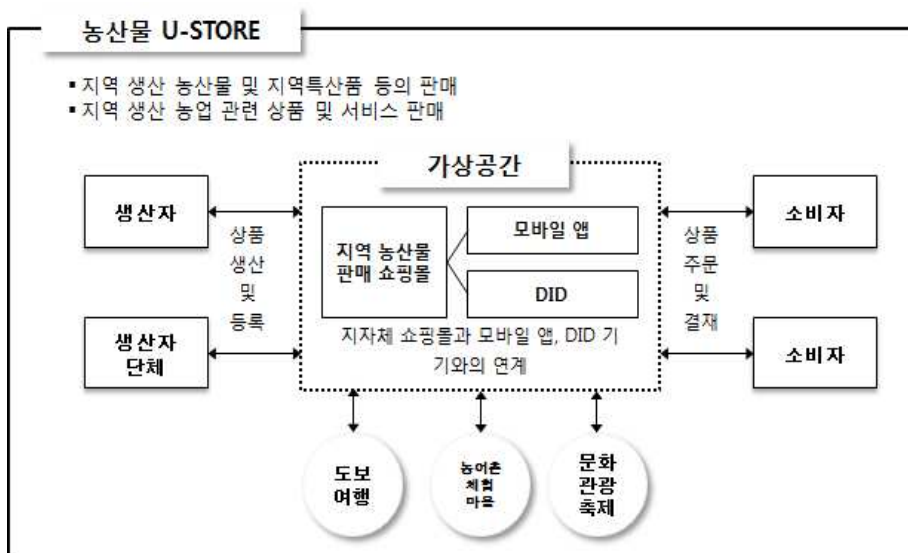 농산물 U-STORE
▪ 지역 생산 농산물 및 지역특산품 등의 판매
▪ 지역 생산 농업 관련 상품 및 서비스 판매
가상공간
생산자
상품
생산
및
등록
생산자
단체
지역 농산물
판매 쇼핑몰
모바일 앱
DID
지자체 쇼핑몰과 모바일 앱, DID 기
기와의 연계
소비자
상품
주문
및
결재
소비자
도보
여행
농어촌
체험
마을
문화
관광
축제